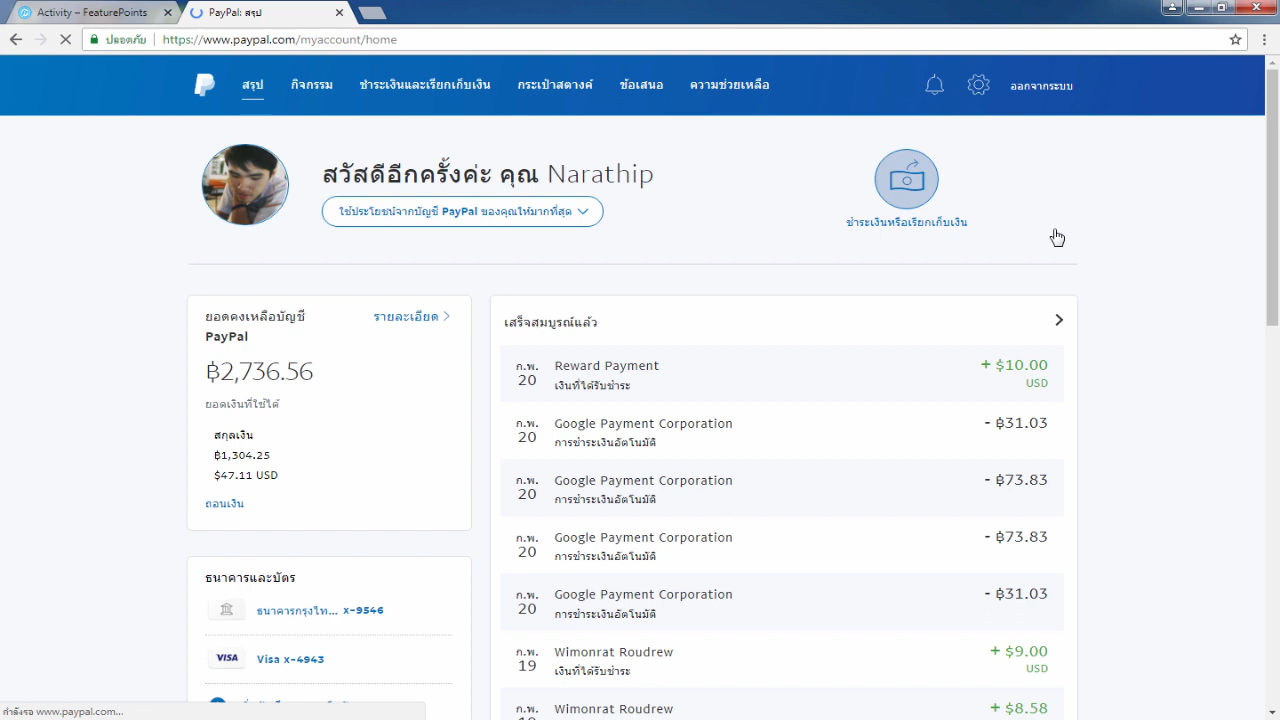 Activity – FeaturePoints
PayPal: สรุป
ปลอดภัย
https://www.paypal.com/myaccount/home
สรุป
กิจกรรม
ชำระเงินและเรียกเก็บเงิน
กระเป๋าสตางค์
ข้อเสนอ
ความช่วยเหลือ
ออกจากระบบ
สวัสดีอีกครั้งค่ะ คุณ Narathip
ใช้ประโยชน์จากบัญชี PayPal ของคุณให้มากที่สุด
ชำระเงินหรือเรียกเก็บเงิน
ยอดคงเหลือบัญชี
PayPal
รายละเอียด
฿2,736.56
ยอดเงินที่ใช้ได้
สกุลเงิน
฿1,304.25
$47.11 USD
ถอนเงิน
ธนาคารและบัตร
ธนาคารกรุงไท... x-9546
VISA
Visa x-4943
เสร็จสมบูรณ์แล้ว
ก.พ.
20
Reward Payment
เงินที่ได้รับชำระ
+ $10.00
USD
ก.พ.
20
Google Payment Corporation
การชำระเงินอัตโนมัติ
- ฿31.03
ก.พ.
20
Google Payment Corporation
การชำระเงินอัตโนมัติ
- ฿73.83
ก.พ.
20
Google Payment Corporation
การชำระเงินอัตโนมัติ
- ฿73.83
ก.พ.
20
Google Payment Corporation
การชำระเงินอัตโนมัติ
- ฿31.03
ก.พ.
19
Wimonrat Roudrew
เงินที่ได้รับชำระ
+ $9.00
USD
ก.พ.
Wimonrat Roudrew
+ $8.58
กำลังรอ www.paypal.com...